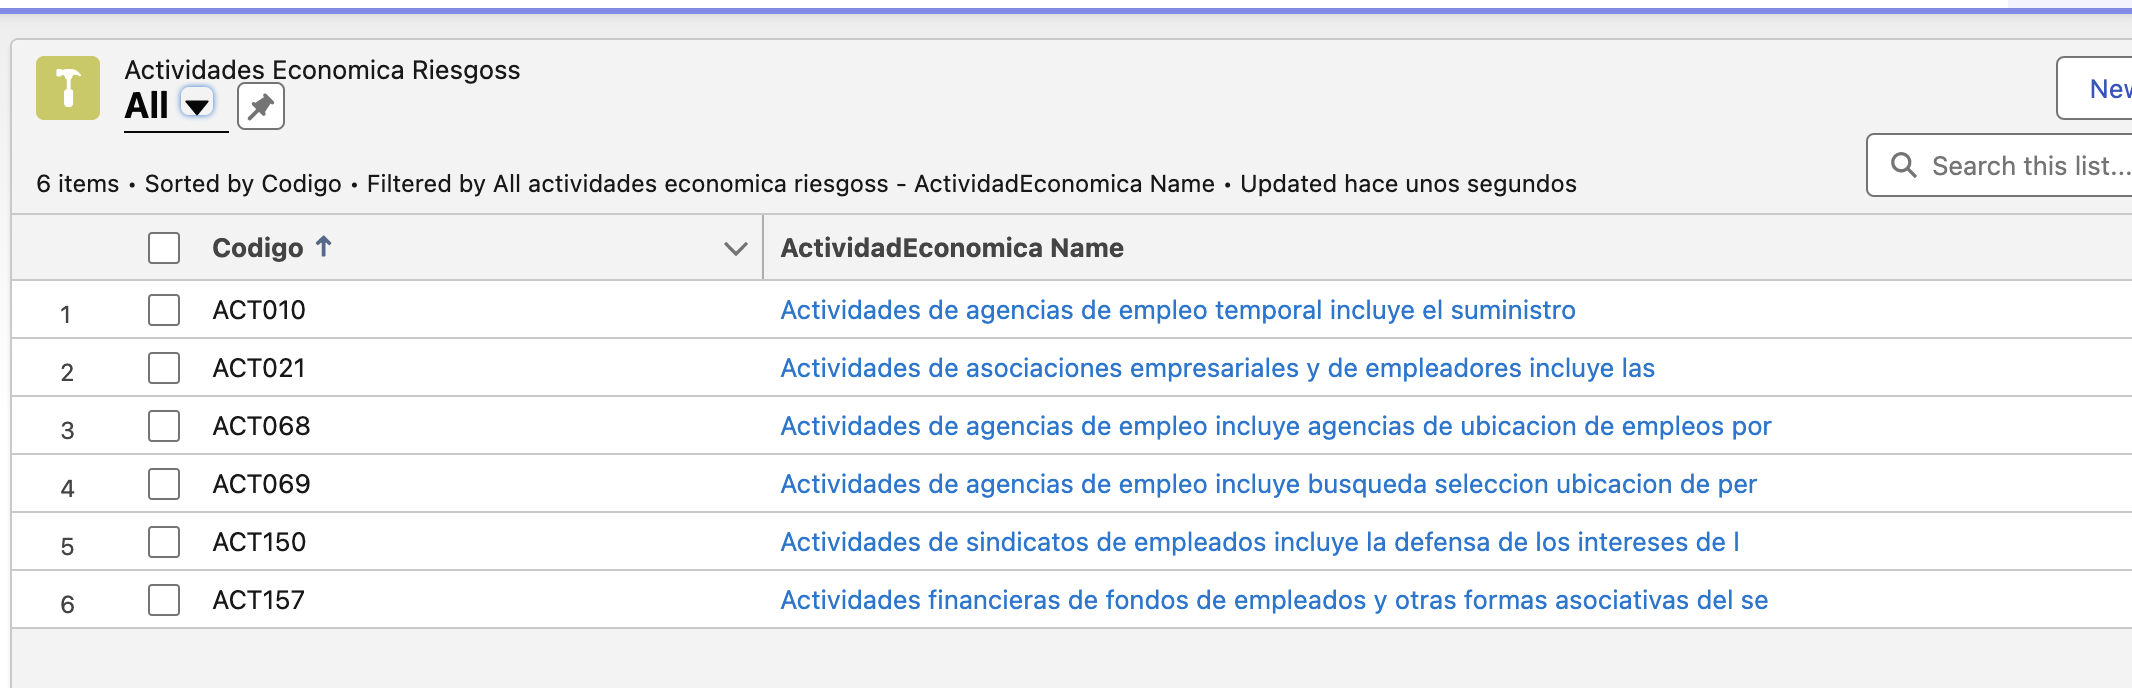 Actividades Economica Riesgoss
All
New
6 items • Sorted by Codigo • Filtered by All actividades economica riesgoss - ActividadEconomica Name • Updated hace unos segundos
Search this list...
Codigo ↑ ActividadEconomica Name
1 ACT010 Actividades de agencias de empleo temporal incluye el suministro
2 ACT021 Actividades de asociaciones empresariales y de empleadores incluye las
3 ACT068 Actividades de agencias de empleo incluye agencias de ubicacion de empleos por
4 ACT069 Actividades de agencias de empleo incluye busqueda seleccion ubicacion de per
5 ACT150 Actividades de sindicatos de empleados incluye la defensa de los intereses de l
6 ACT157 Actividades financieras de fondos de empleados y otras formas asociativas del se